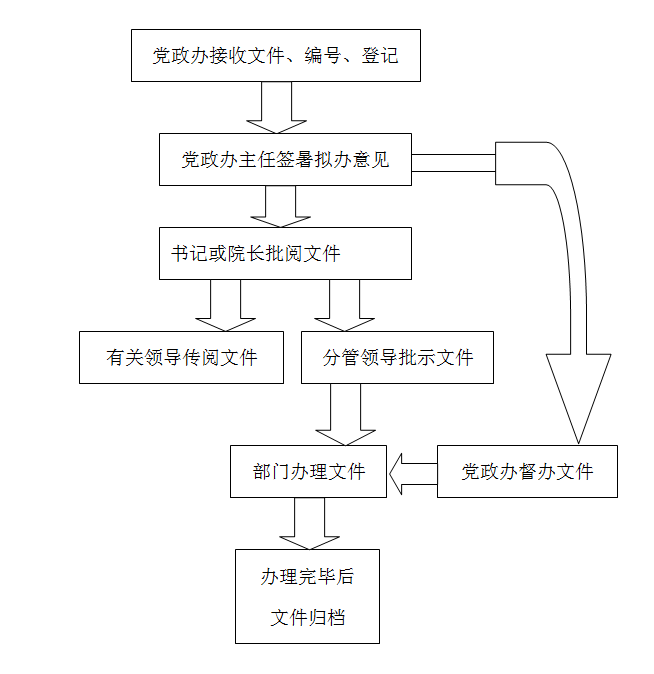 党政办接收文件、编号、登记
党政办主任签暑拟办意见
书记或院长批阅文件
有关领导传阅文件
分管领导批示文件
部门办理文件
党政办督办文件
办理完毕后
文件归档